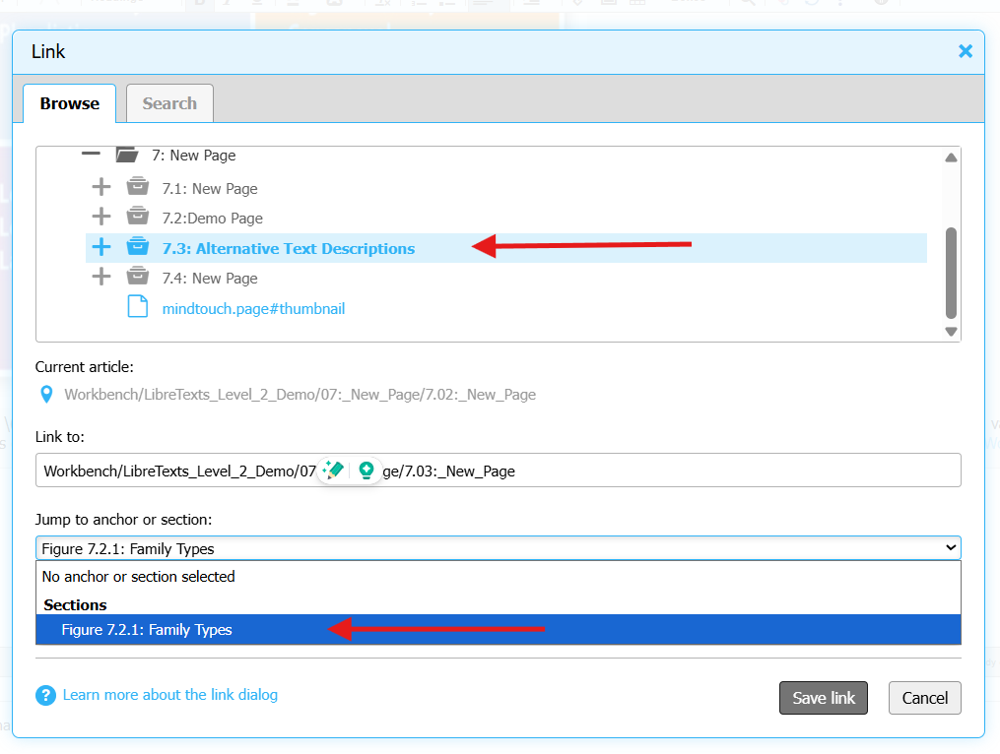 Link
Browse
Search
7: New Page
7.1: New Page
7.2:Demo Page
7.3: Alternative Text Descriptions
7.4: New Page
mindtouch.page#thumbnail
Current article:
Workbench/LibreTexts_Level_2_Demo/07:_New_Page/7.02:_New_Page
Link to:
Workbench/LibreTexts_Level_2_Demo/07 ge/7.03:_New_Page
Jump to anchor or section:
Figure 7.2.1: Family Types
No anchor or section selected
Sections
Figure 7.2.1: Family Types
Learn more about the link dialog
Save link
Cancel